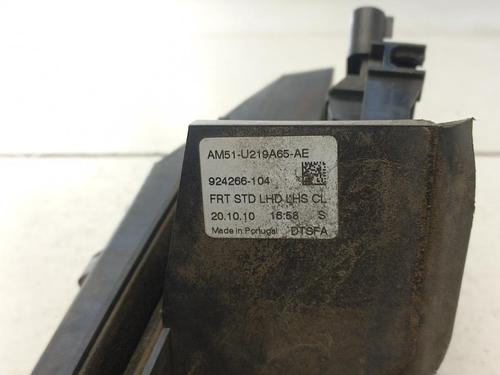 AM51-U219A65-AE
924266-104
FRT STD LHD LHS CL
20.10.10 16:58 S
Made in Portugal DTSFA